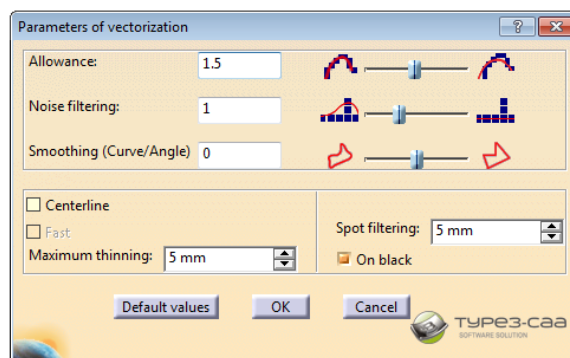 Parameters of vectorization
Allowance: 1.5
Noise filtering: 1
Smoothing (Curve/Angle) 0
Centerline
Fast
Maximum thinning: 5 mm
Spot filtering: 5 mm
On black
Default values OK Cancel
TYPE3-CAA
SOFTWARE SOLUTION